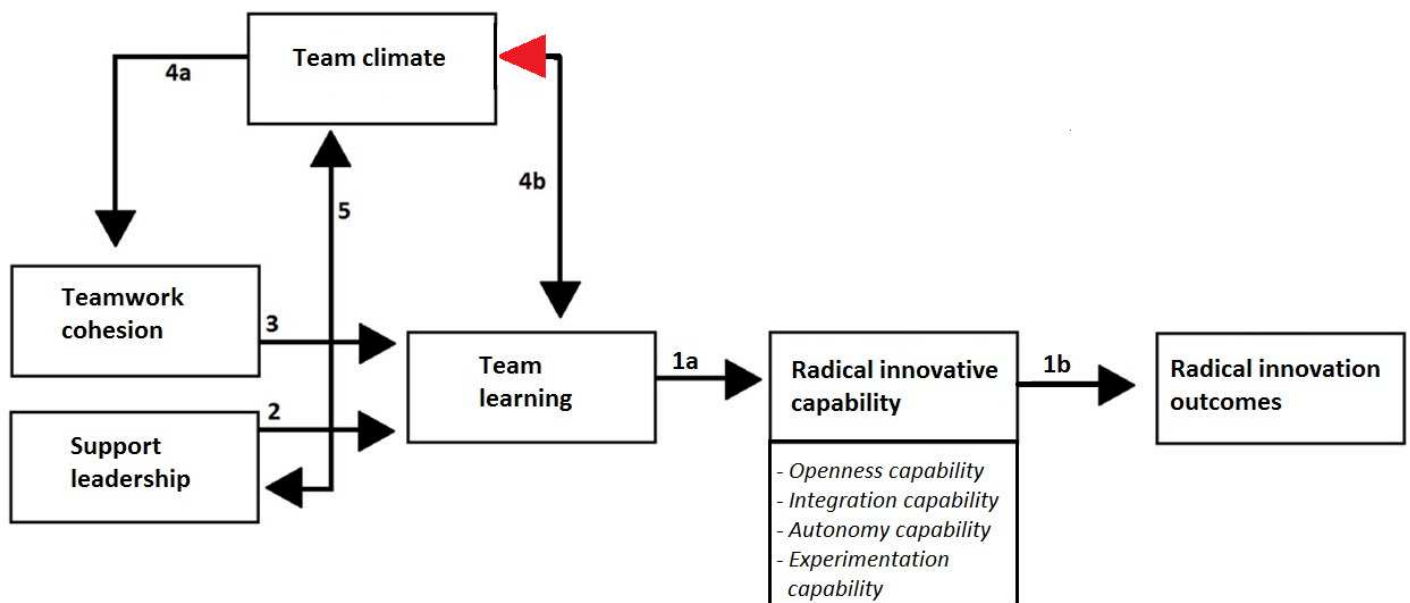 Team climate
4a
4b
5
Teamwork
cohesion
3
Team
learning
1a
Radical innovative
capability
1b
Radical innovation
outcomes
2
Support
leadership
- Openness capability
- Integration capability
- Autonomy capability
- Experimentation
capability